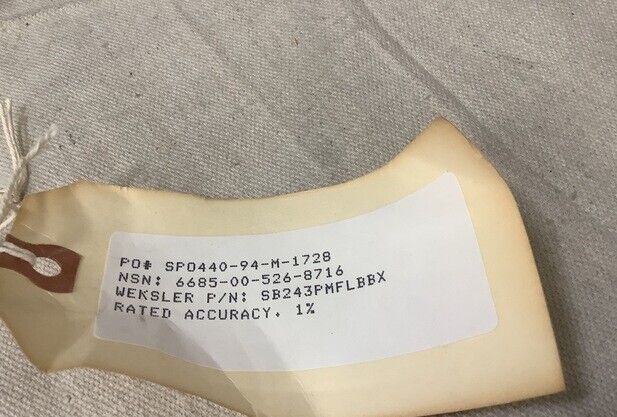 PO# SPO440-94-M-1728
NSN: 6685-00-526-8716
WEKSLER P/N: SB243PMFLBBX
RATED ACCURACY. 1%